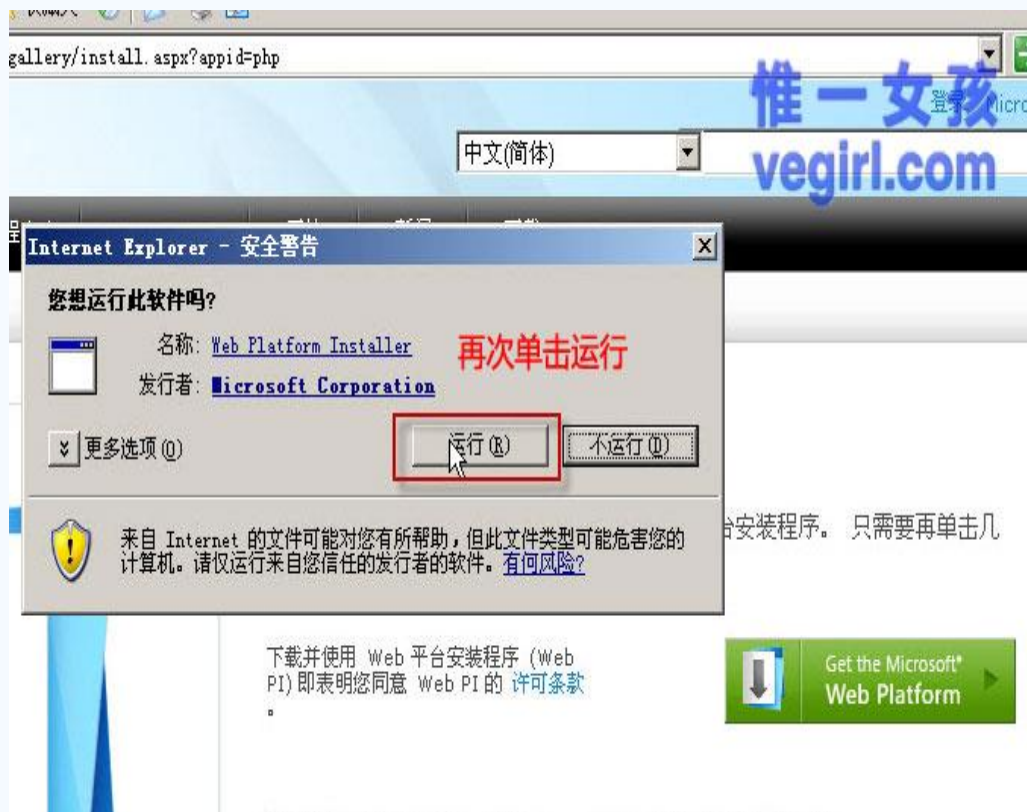 gallery/install.aspx?appid=php
惟一女孩
登录
vegirl.com
中文(简体)
Internet Explorer - 安全警告
您想运行此软件吗?
名称: Web Platform Installer
再次单击运行
发行者: Microsoft Corporation
更多选项(O)
运行(R)
不运行(D)
来自 Internet 的文件可能对您有所帮助，但此文件类型可能危害您的
计算机。请仅运行来自您信任的发行者的软件。有何风险?
安装程序。 只需要再单击几
下载并使用 Web 平台安装程序 (Web
PI)即表明您同意 Web PI 的 许可条款
。
Get the Microsoft®
Web Platform